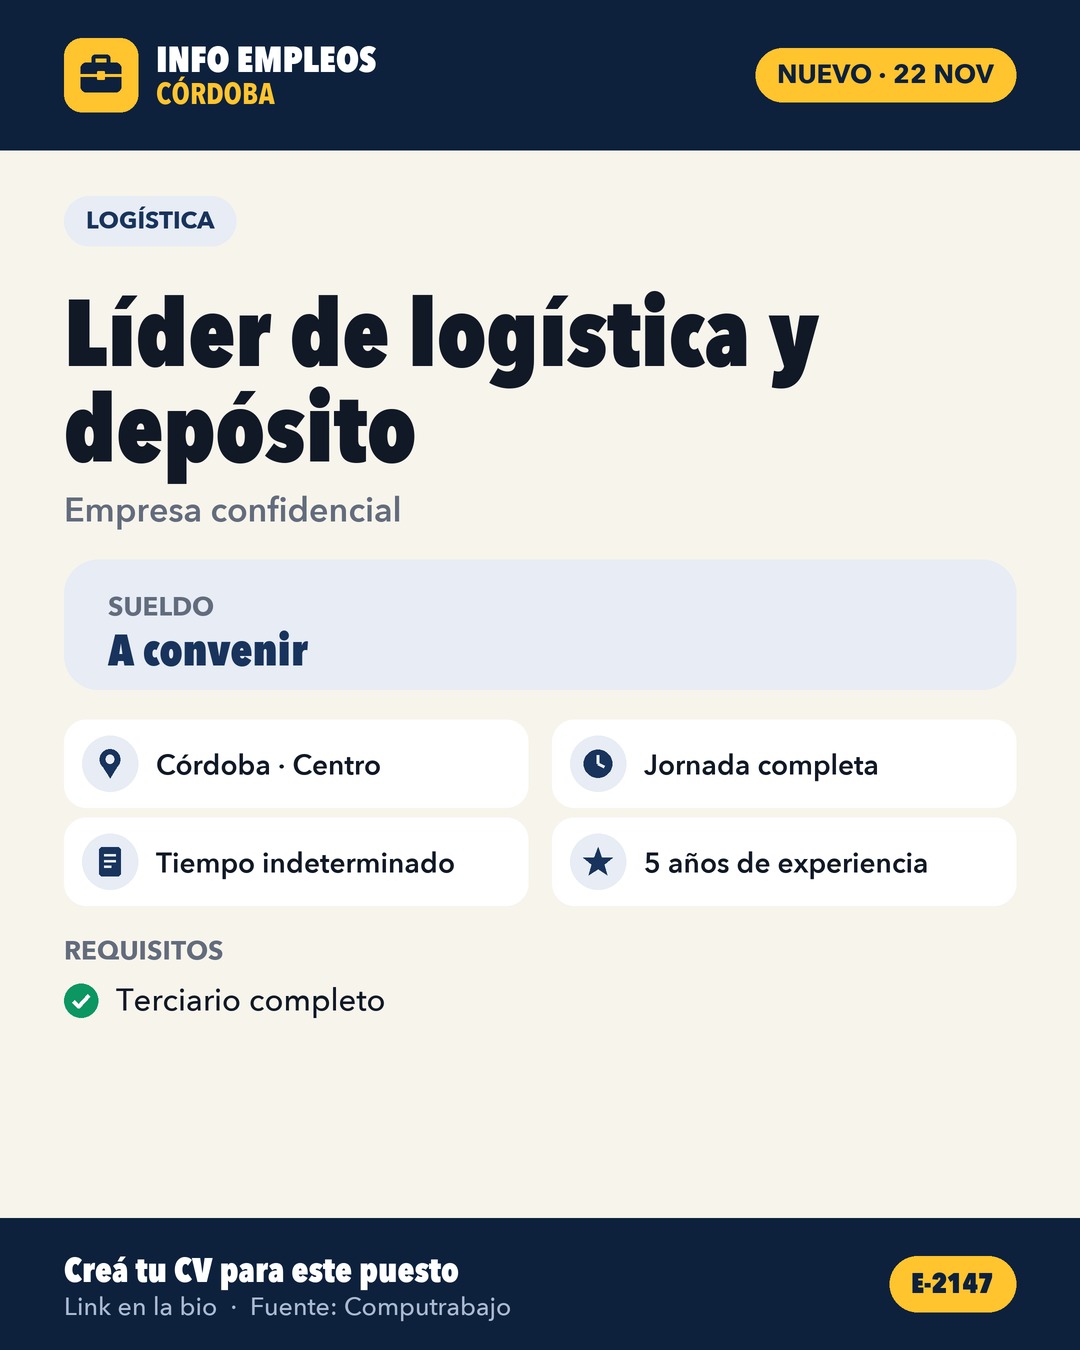 INFO EMPLEOS
CÓRDOBA
NUEVO · 22 NOV
LOGÍSTICA
Líder de logística y
depósito
Empresa confidencial
SUELDO
A convenir
Córdoba · Centro
Jornada completa
Tiempo indeterminado
5 años de experiencia
REQUISITOS
Terciario completo
Creá tu CV para este puesto
Link en la bio · Fuente: Computrabajo
E-2147